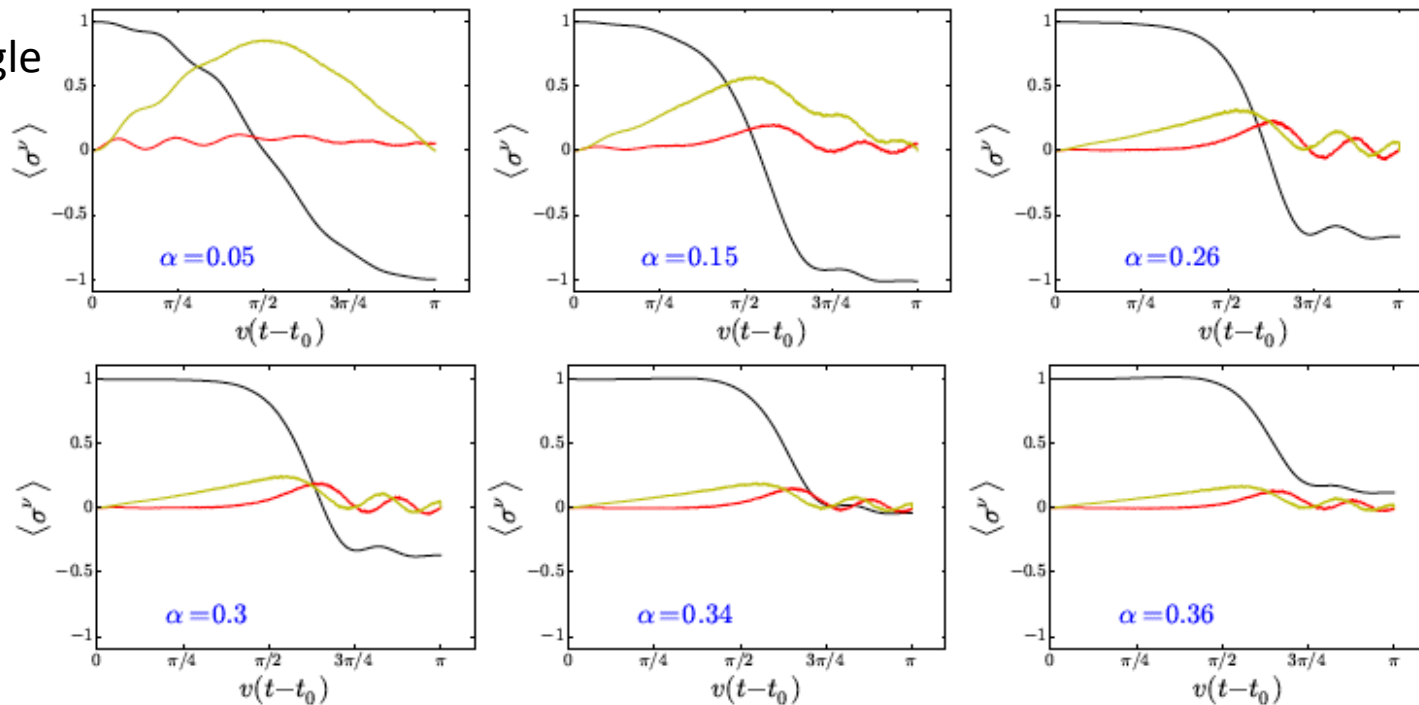 gle
1
0.5
0
−0.5
−1
⟨σ^ν⟩
α=0.05
0 π/4 π/2 3π/4 π
v(t−t₀)
1
0.5
0
−0.5
−1
⟨σ^ν⟩
α=0.15
0 π/4 π/2 3π/4 π
v(t−t₀)
1
0.5
0
−0.5
−1
⟨σ^ν⟩
α=0.26
0 π/4 π/2 3π/4 π
v(t−t₀)
1
0.5
0
−0.5
−1
⟨σ^ν⟩
α=0.3
0 π/4 π/2 3π/4 π
v(t−t₀)
1
0.5
0
−0.5
−1
⟨σ^ν⟩
α=0.34
0 π/4 π/2 3π/4 π
v(t−t₀)
1
0.5
0
−0.5
−1
⟨σ^ν⟩
α=0.36
0 π/4 π/2 3π/4 π
v(t−t₀)